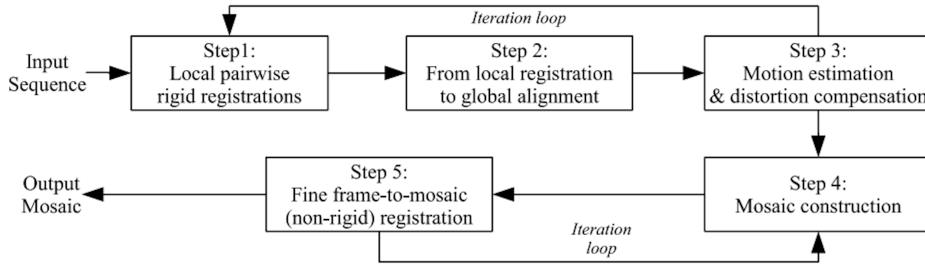 Iteration loop
Input
Sequence
Step1:
Local pairwise
rigid registrations
Step 2:
From local registration
to global alignment
Step 3:
Motion estimation
& distortion compensation
Step 4:
Mosaic construction
Step 5:
Fine frame-to-mosaic
(non-rigid) registration
Output
Mosaic
Iteration
loop